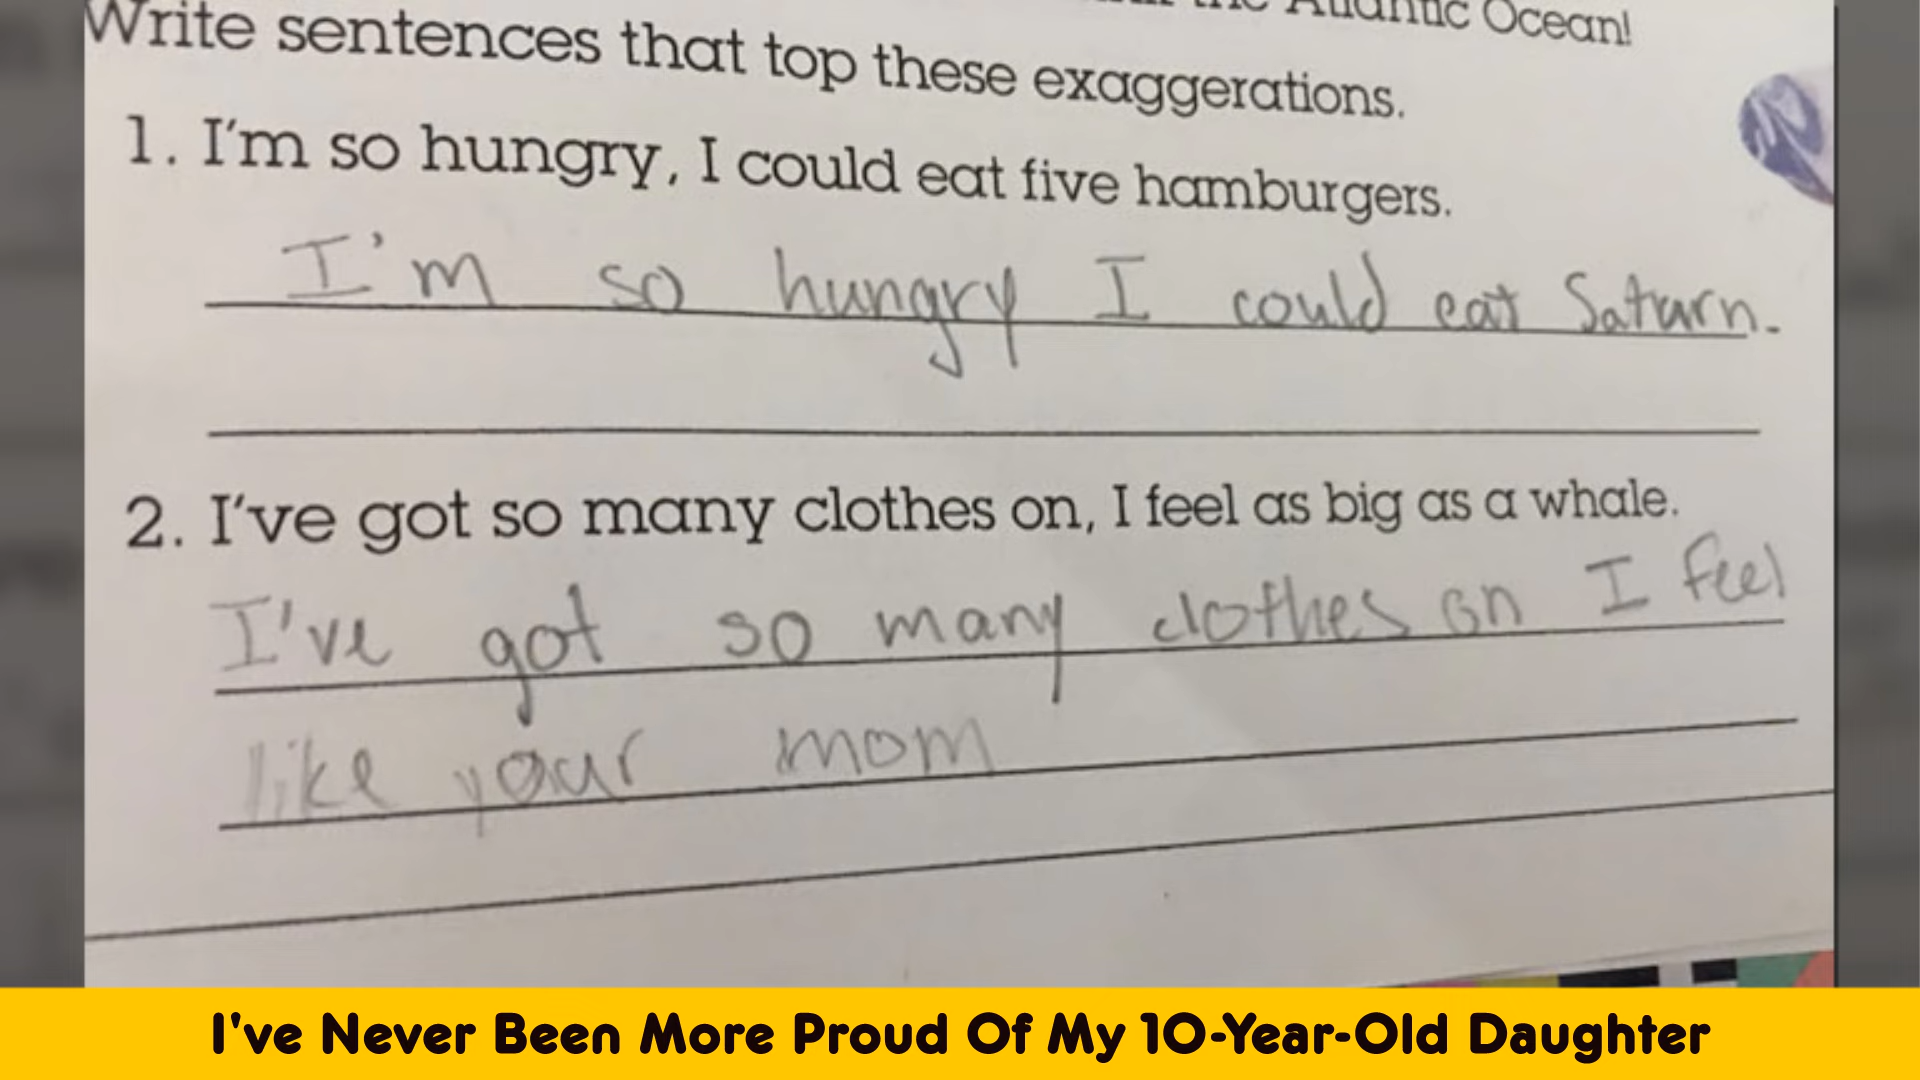 the Atlantic Ocean!
Write sentences that top these exaggerations.
1. I'm so hungry, I could eat five hamburgers.
I'm so hungry I could eat Saturn.
2. I've got so many clothes on, I feel as big as a whale.
I've got so many clothes on I feel
like your mom
I've Never Been More Proud Of My 10-Year-Old Daughter